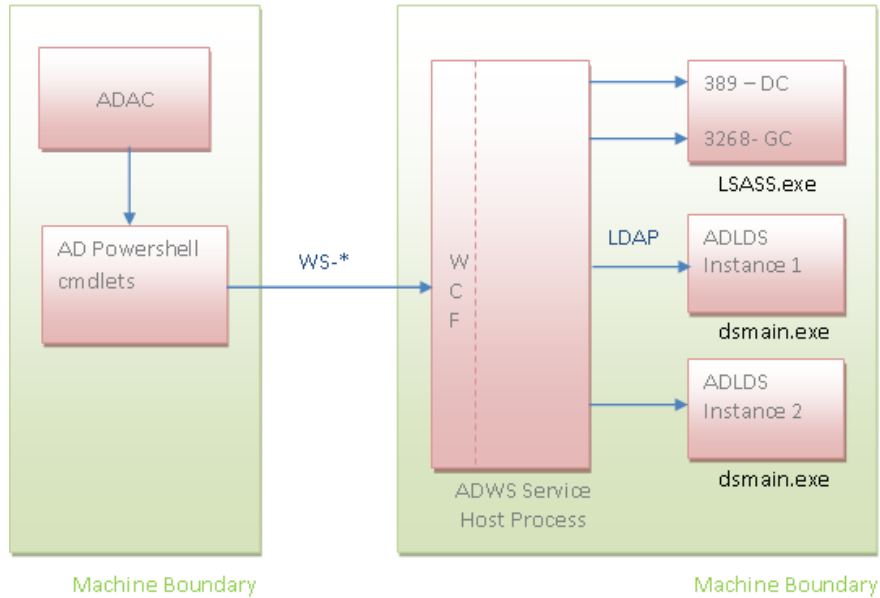 ADAC
AD Powershell
cmdlets
WS-*
W
C
F
ADWS Service
Host Process
389 – DC
3268- GC
LSASS.exe
LDAP
ADLDS
Instance 1
dsmain.exe
ADLDS
Instance 2
dsmain.exe
Machine Boundary
Machine Boundary